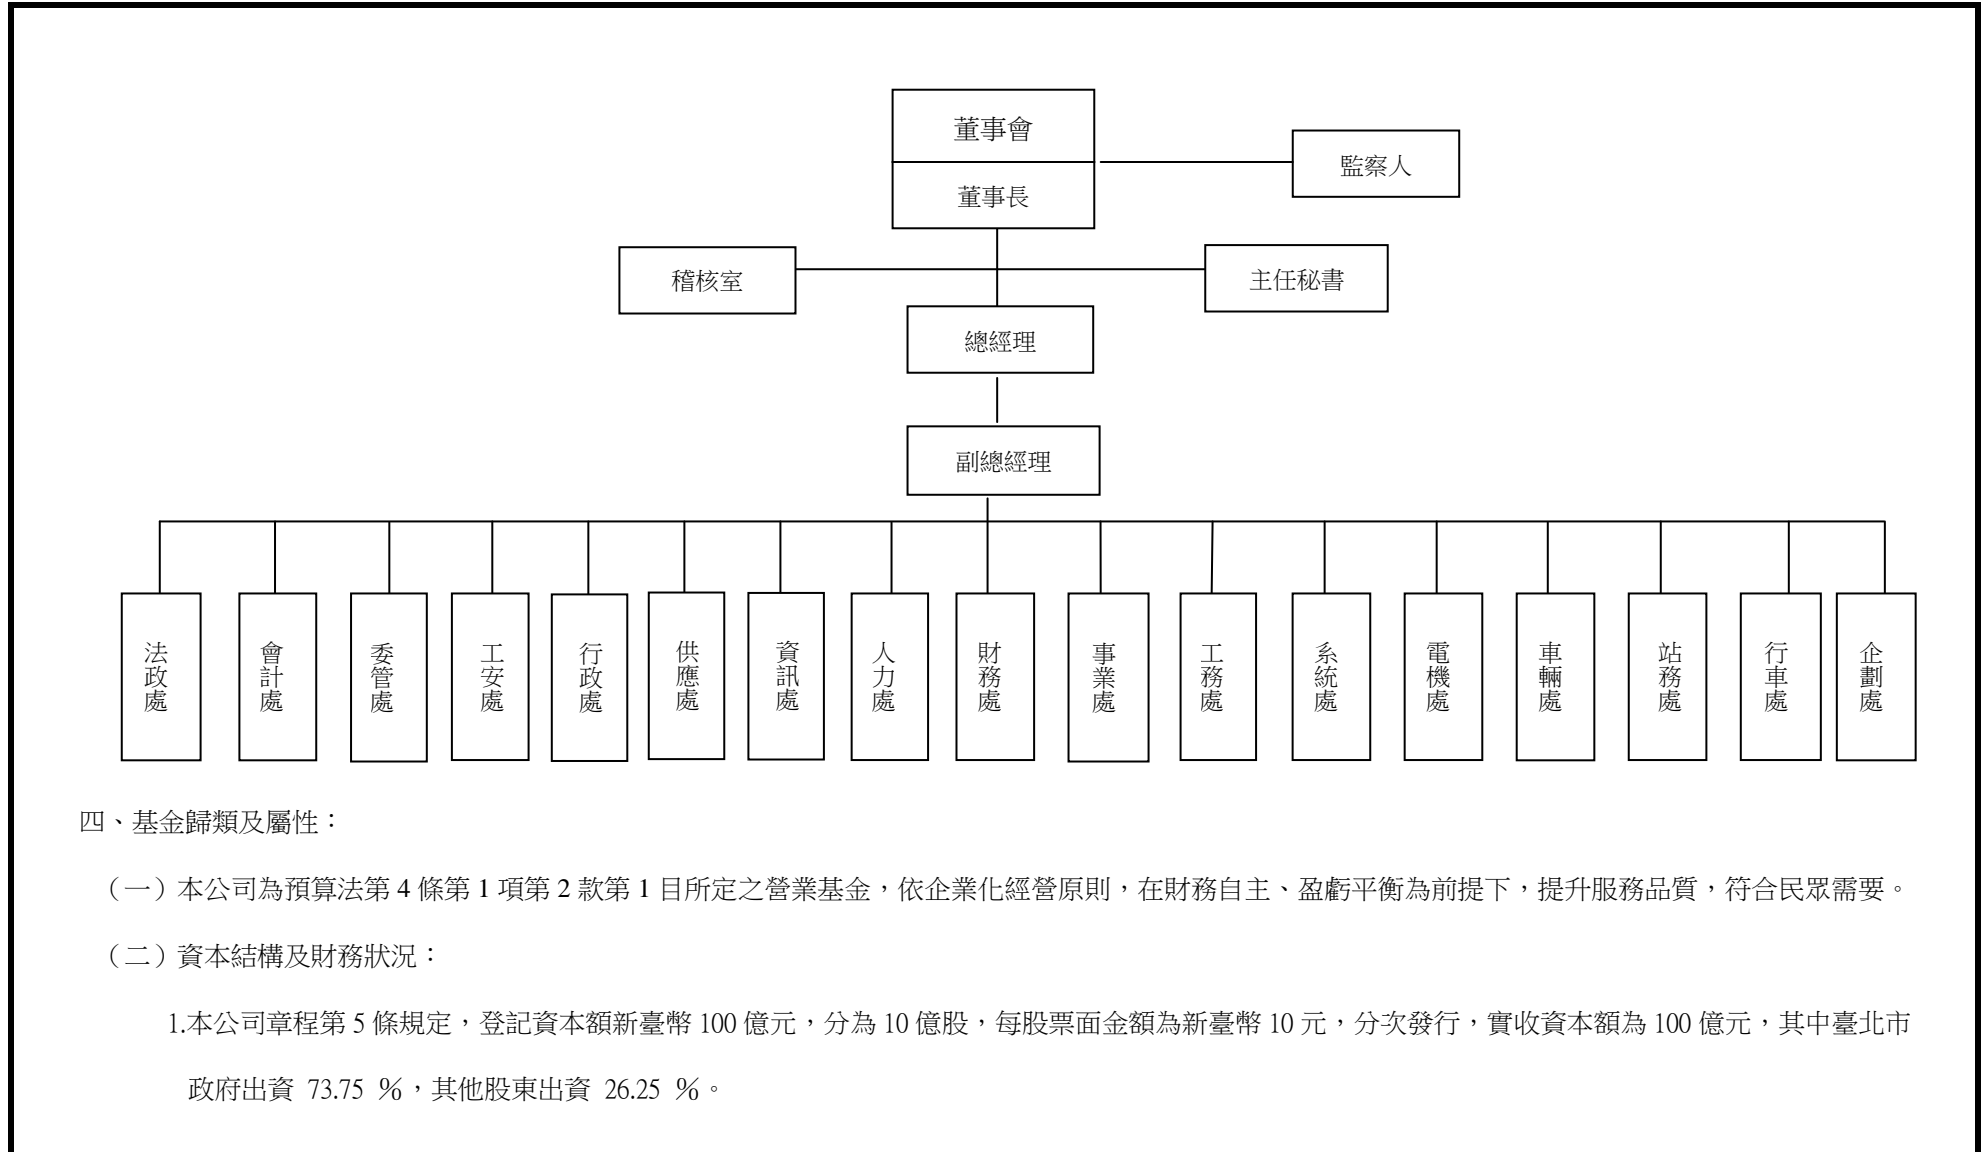 董事會
董事長
監察人
稽核室
主任秘書
總經理
副總經理
法政處
會計處
委管處
工安處
行政處
供應處
資訊處
人力處
財務處
事業處
工務處
系統處
電機處
車輛處
站務處
行車處
企劃處
四、基金歸類及屬性：
（一）本公司為預算法第 4 條第 1 項第 2 款第 1 目所定之營業基金，依企業化經營原則，在財務自主、盈虧平衡為前提下，提升服務品質，符合民眾需要。
（二）資本結構及財務狀況：
1.本公司章程第 5 條規定，登記資本額新臺幣 100 億元，分為 10 億股，每股票面金額為新臺幣 10 元，分次發行，實收資本額為 100 億元，其中臺北市
政府出資 73.75 ％，其他股東出資 26.25 ％。